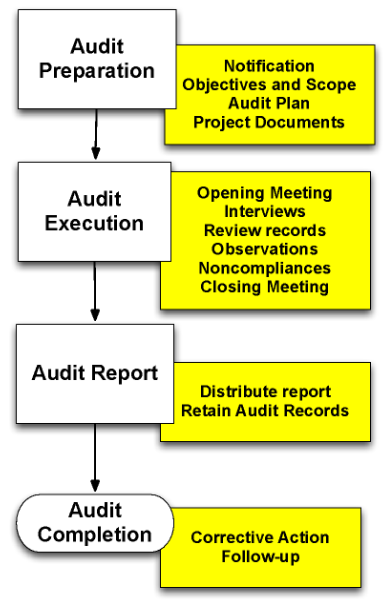 Audit
Preparation
Notification
Objectives and Scope
Audit Plan
Project Documents
Audit
Execution
Opening Meeting
Interviews
Review records
Observations
Noncompliances
Closing Meeting
Audit Report
Distribute report
Retain Audit Records
Audit
Completion
Corrective Action
Follow-up